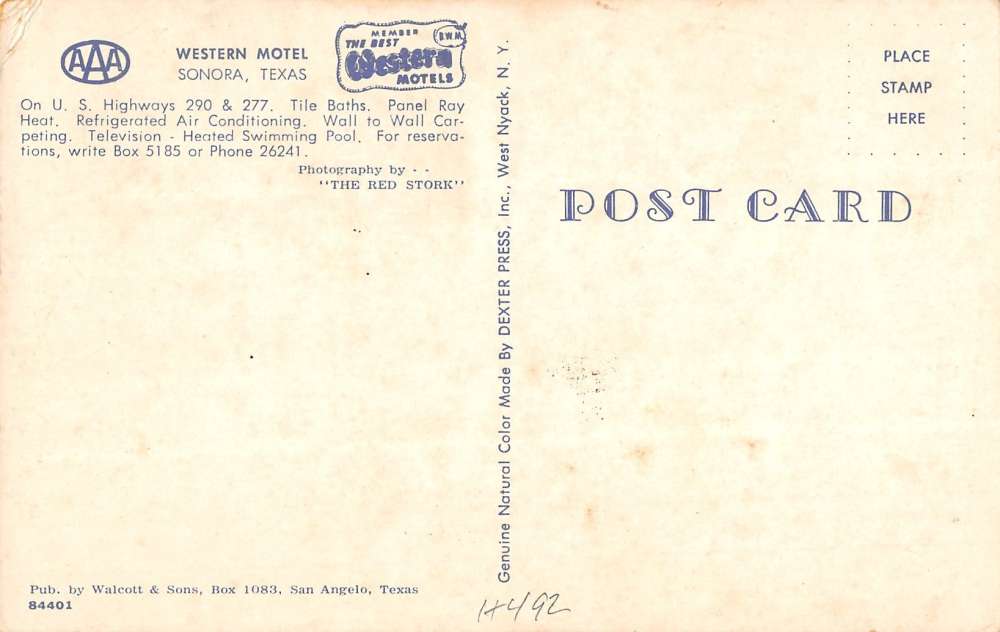 AAA
WESTERN MOTEL
SONORA, TEXAS
MEMBER
B.W.M.
THE BEST
Western
MOTELS
On U. S. Highways 290 & 277. Tile Baths. Panel Ray
Heat. Refrigerated Air Conditioning. Wall to Wall Car-
peting. Television - Heated Swimming Pool. For reserva-
tions, write Box 5185 or Phone 26241.
Photography by - -
"THE RED STORK"
Pub. by Walcott & Sons, Box 1083, San Angelo, Texas
84401
Genuine Natural Color Made By DEXTER PRESS, Inc., West Nyack, N. Y.
PLACE
STAMP
HERE
POST CARD
H492